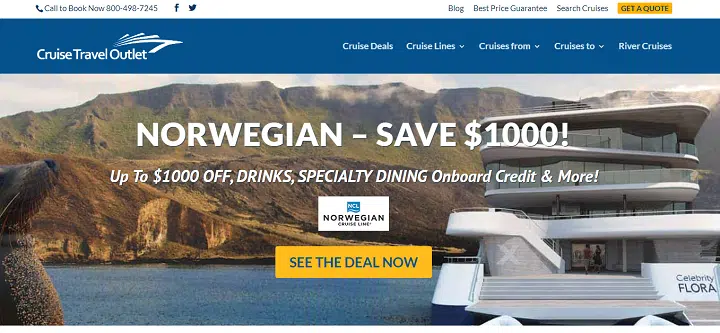 Call to Book Now 800-498-7245
Blog Best Price Guarantee Search Cruises GET A QUOTE
Cruise Travel Outlet
Cruise Deals Cruise Lines Cruises from Cruises to River Cruises
NORWEGIAN – SAVE $1000!
Up To $1000 OFF, DRINKS, SPECIALTY DINING Onboard Credit & More!
NCL
NORWEGIAN
CRUISE LINE®
SEE THE DEAL NOW
Celebrity
FLORA